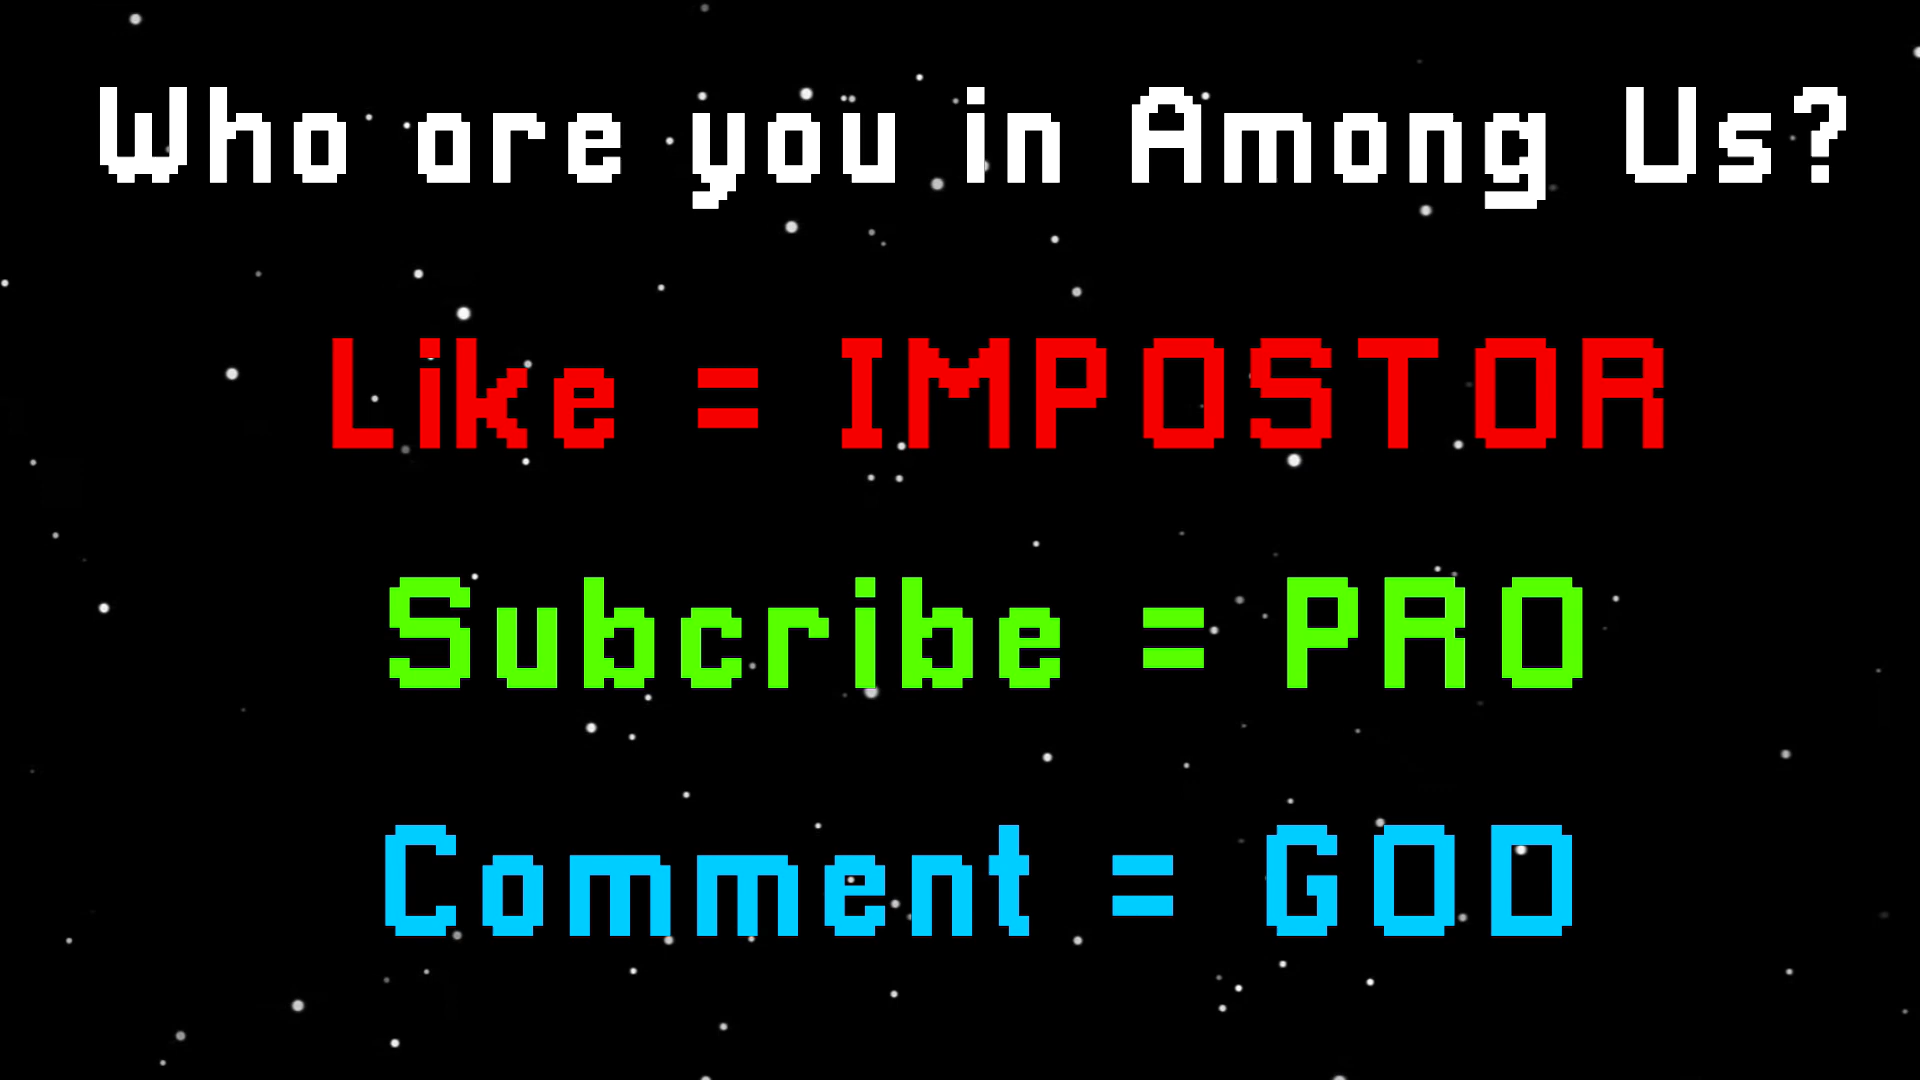 Who are you in Among Us?
Like = IMPOSTOR
Subcribe = PRO
Comment = GOD